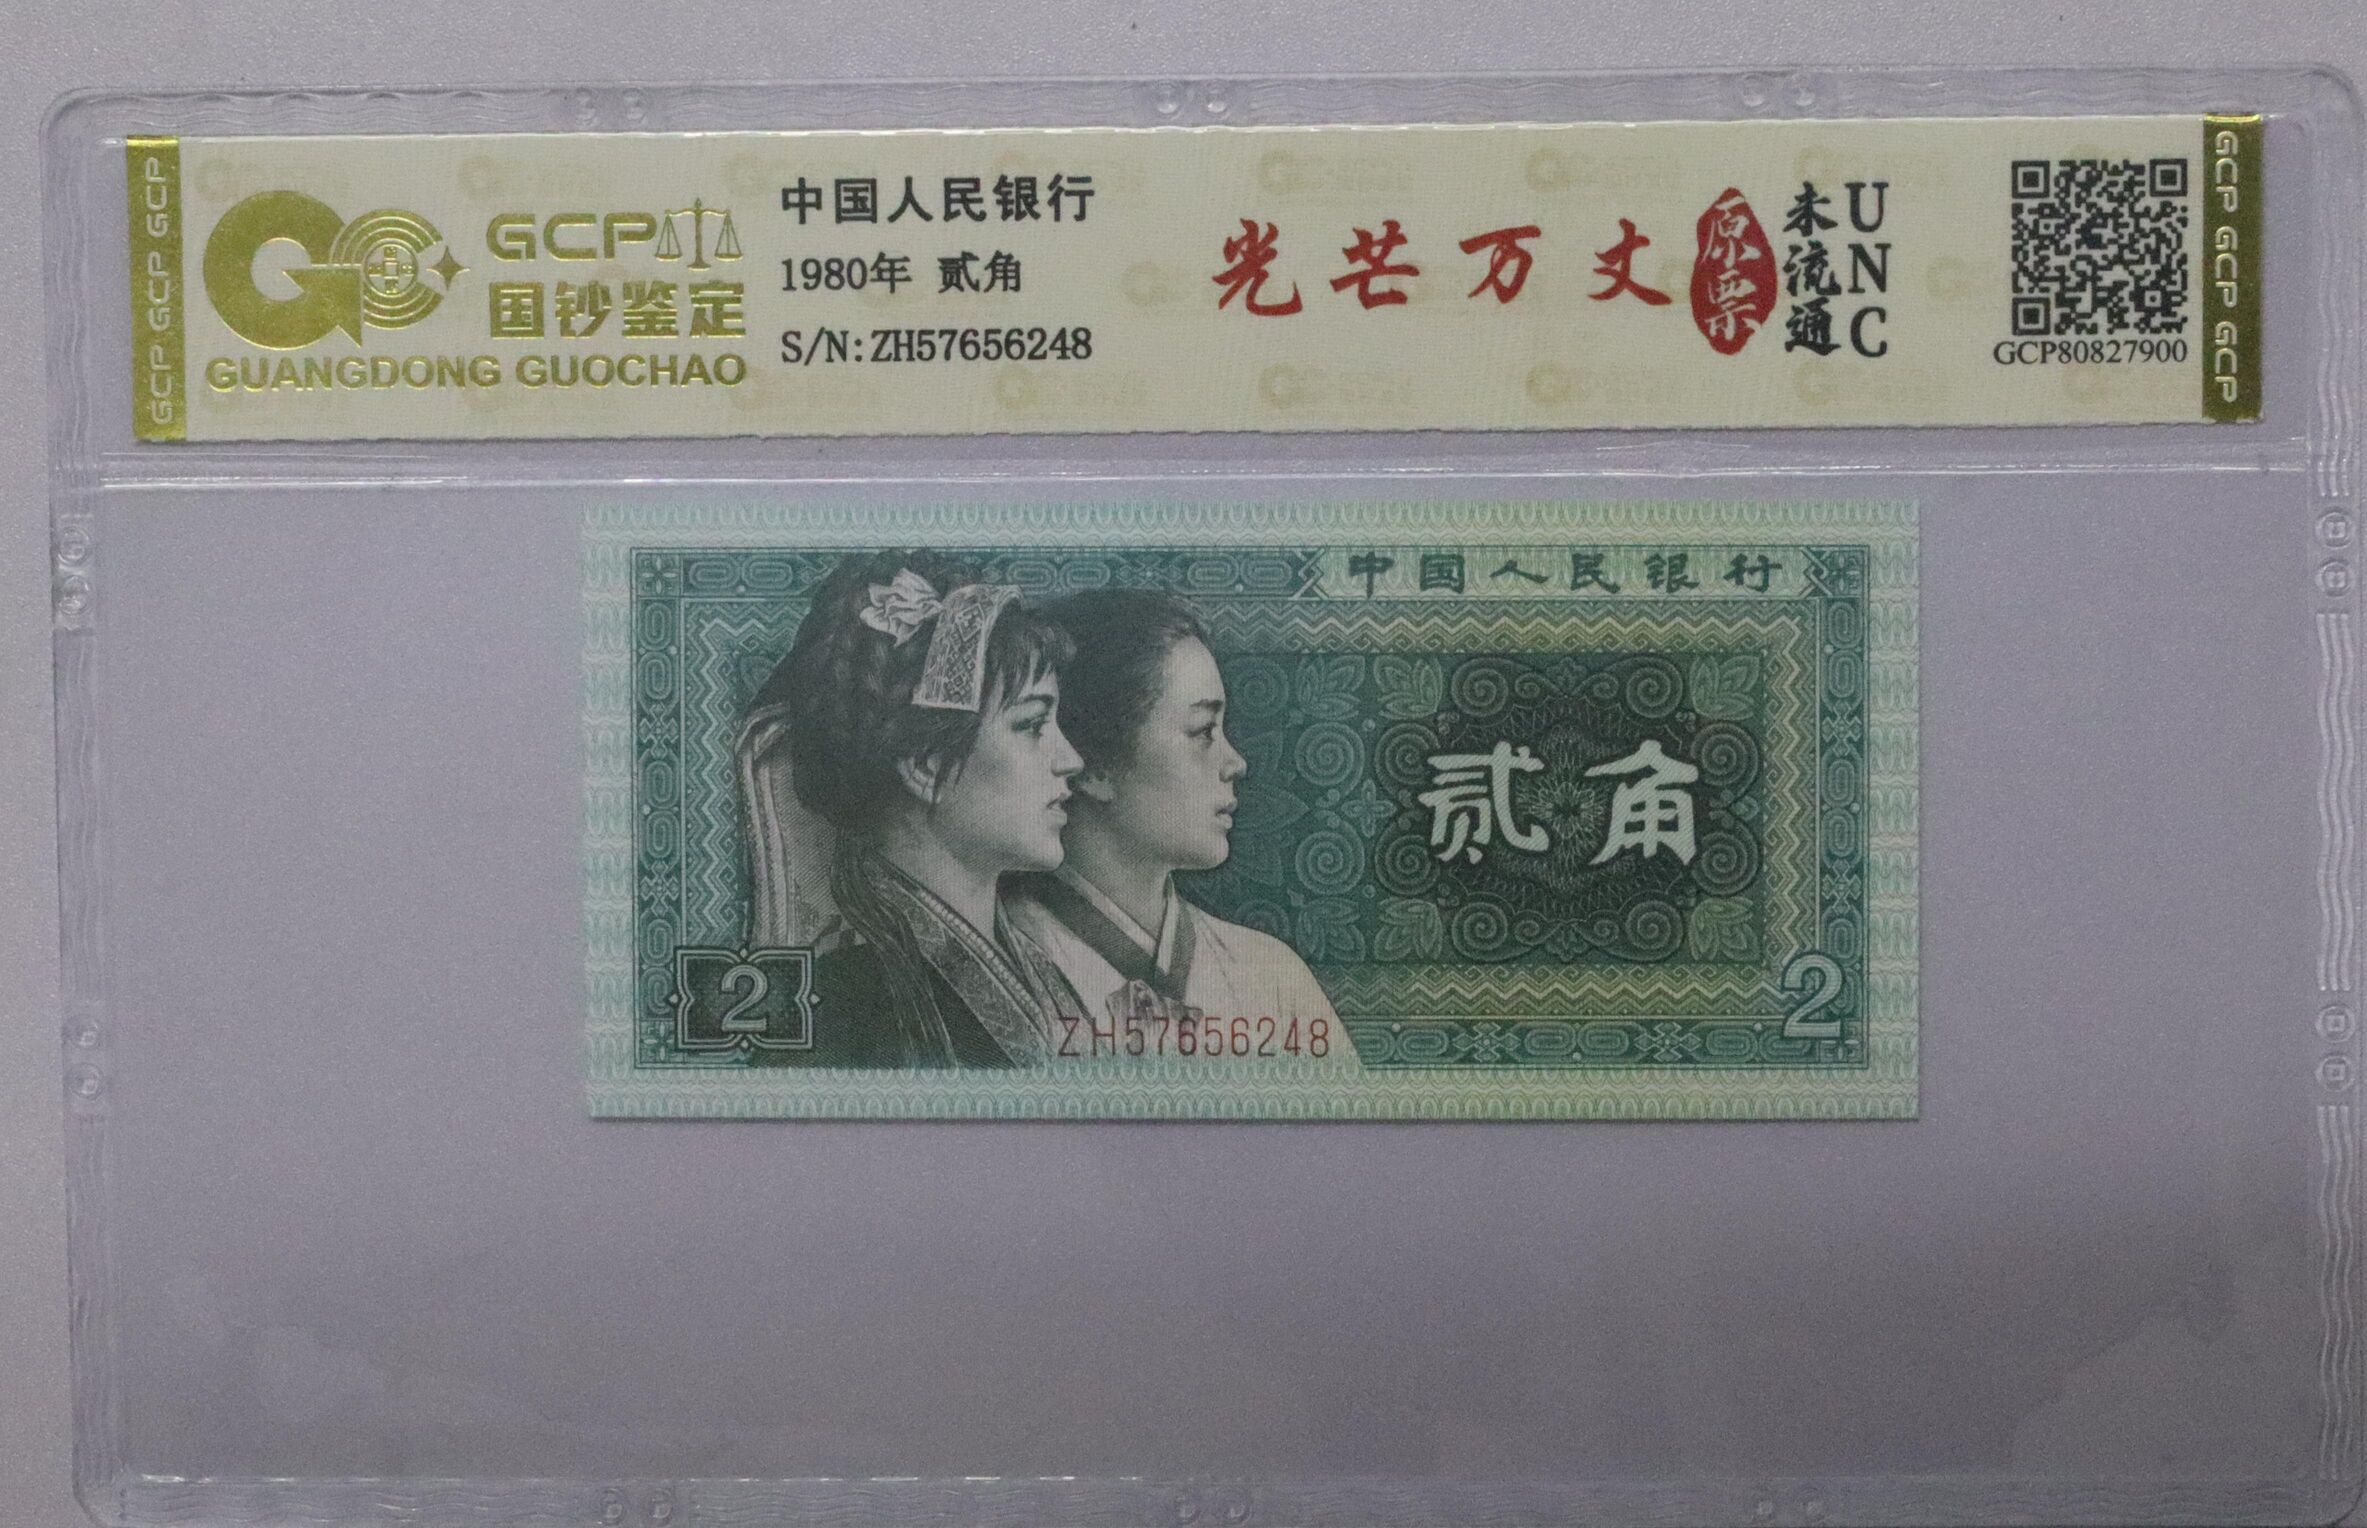 GCP GCP GCP
GCP
国钞鉴定
GUANGDONG GUOCHAO
中国人民银行
1980年 贰角
S/N:ZH57656248
光芒万丈
原票
未流通
UNC
GCP80827900
GCP GCP GCP
中国人民银行
贰角
2
2
ZH57656248